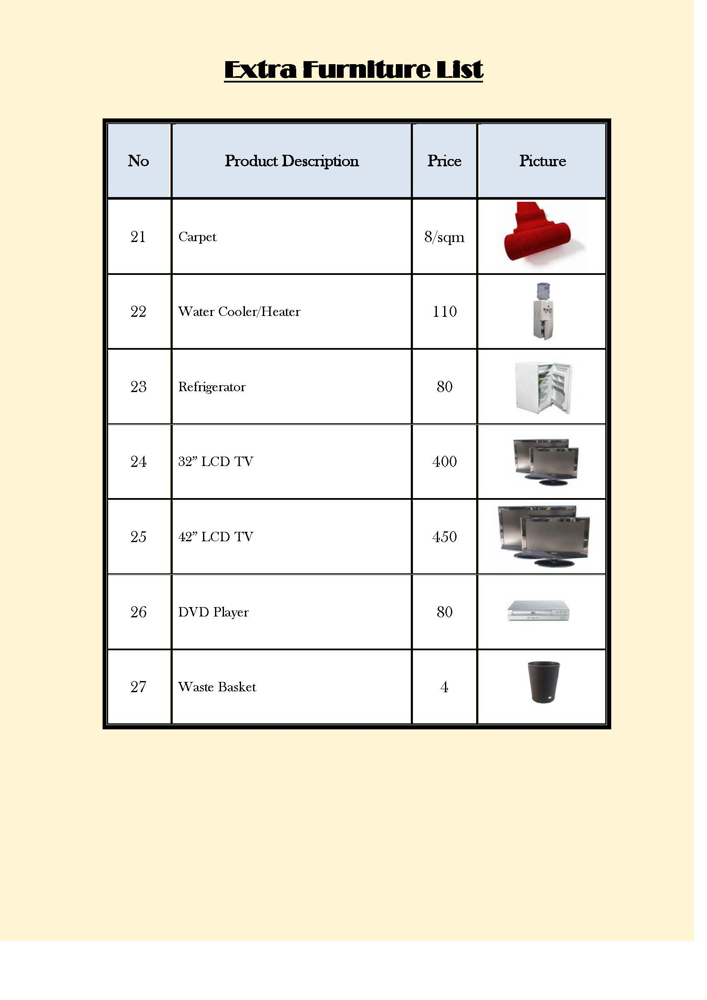 Extra Furniture List
No Product Description Price Picture
21 Carpet 8/sqm
22 Water Cooler/Heater 110
23 Refrigerator 80
24 32” LCD TV 400
25 42” LCD TV 450
26 DVD Player 80
27 Waste Basket 4